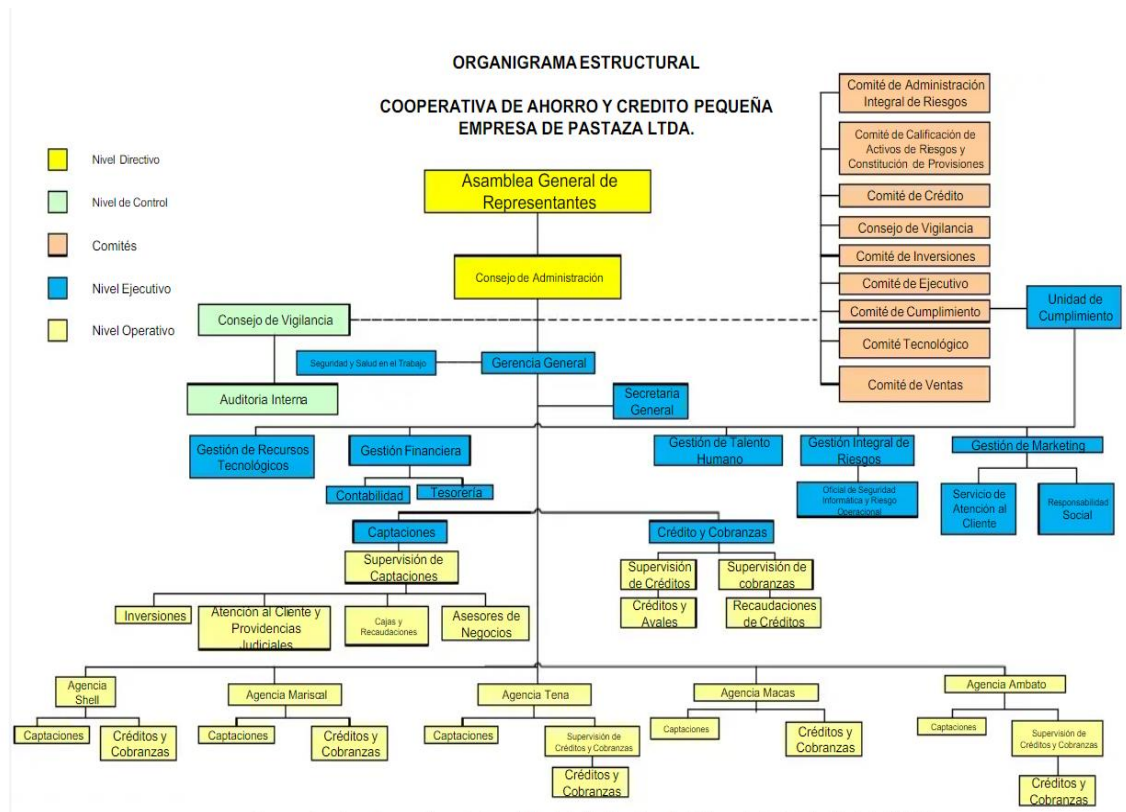 ORGANIGRAMA ESTRUCTURAL
COOPERATIVA DE AHORRO Y CREDITO PEQUEÑA
EMPRESA DE PASTAZA LTDA.
Nivel Directivo
Nivel de Control
Comités
Nivel Ejecutivo
Nivel Operativo
Asamblea General de
Representantes
Consejo de Administración
Comité de Administración
Integral de Riesgos
Comité de Calificación de
Activos de Riesgos y
Constitución de Provisiones
Comité de Crédito
Consejo de Vigilancia
Comité de Inversiones
Comité de Ejecutivo
Comité de Cumplimiento
Comité Tecnológico
Comité de Ventas
Unidad de
Cumplimiento
Consejo de Vigilancia
Auditoria Interna
Seguridad y Salud en el Trabajo
Gerencia General
Secretaria
General
Gestión de Recursos
Tecnológicos
Gestión Financiera
Contabilidad
Tesorería
Gestión de Talento
Humano
Gestión Integral de
Riesgos
Oficial de Seguridad
Informática y Riesgo
Operacional
Gestión de Marketing
Servicio de
Atención al
Cliente
Responsabilidad
Social
Captaciones
Crédito y Cobranzas
Supervisión de
Captaciones
Inversiones
Atención al Cliente y
Providencias
Judiciales
Cajas y
Recaudaciones
Asesores de
Negocios
Supervisión
de Créditos
Créditos y
Avales
Supervisión de
cobranzas
Recaudaciones
de Créditos
Agencia
Shell
Captaciones
Créditos y
Cobranzas
Agencia Mariscal
Captaciones
Créditos y
Cobranzas
Agencia Tena
Captaciones
Supervisión de
Créditos y Cobranzas
Créditos y
Cobranzas
Agencia Macas
Captaciones
Créditos y
Cobranzas
Agencia Ambato
Captaciones
Supervisión de
Créditos y Cobranzas
Créditos y
Cobranzas